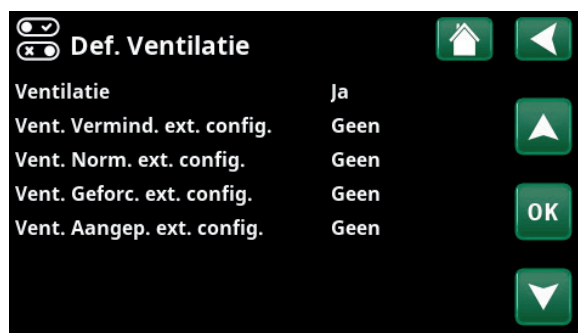 Def. Ventilatie
Ventilatie Ja
Vent. Vermind. ext. config. Geen
Vent. Norm. ext. config. Geen
Vent. Geforc. ext. config. Geen
Vent. Aangep. ext. config. Geen
OK